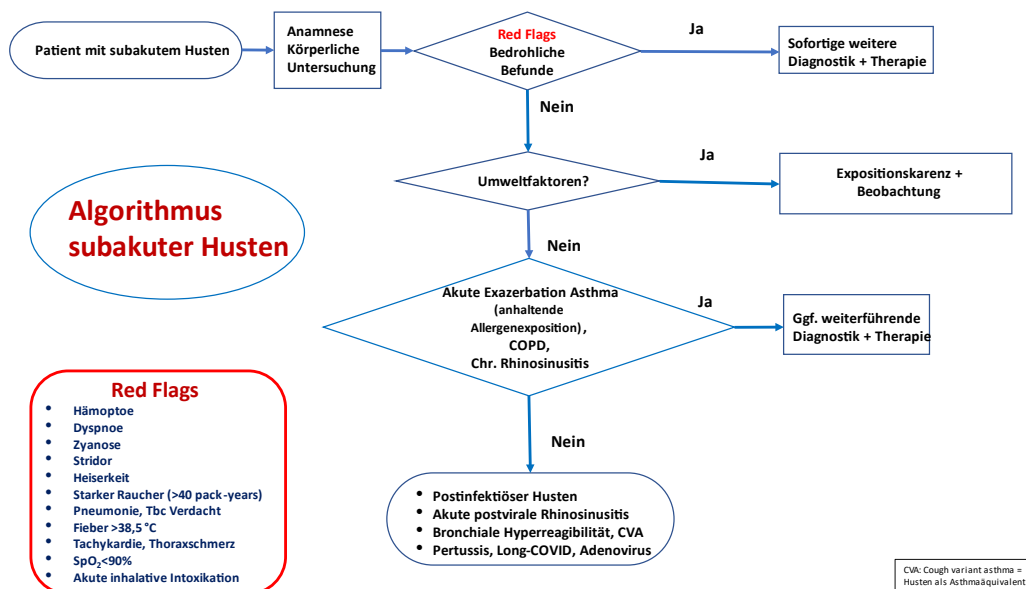 Patient mit subakutem Husten
Anamnese
Körperliche
Untersuchung
Red Flags
Bedrohliche
Befunde
Ja
Sofortige weitere
Diagnostik + Therapie
Nein
Umweltfaktoren?
Ja
Expositionskarenz +
Beobachtung
Algorithmus
subakuter Husten
Nein
Akute Exazerbation Asthma
(anhaltende
Allergenexposition) ,
COPD,
Chr. Rhinosinusitis
Ja
Ggf. weiterführende
Diagnostik + Therapie
Nein
Red Flags
• Hämoptoe
• Dyspnoe
• Zyanose
• Stridor
• Heiserkeit
• Starker Raucher (>40 pack-years)
• Pneumonie, Tbc Verdacht
• Fieber >38,5 °C
• Tachykardie, Thoraxschmerz
• SpO₂<90%
• Akute inhalative Intoxikation
• Postinfektiöser Husten
• Akute postvirale Rhinosinusitis
• Bronchiale Hyperreagibilität, CVA
• Pertussis, Long-COVID, Adenovirus
CVA: Cough variant asthma =
Husten als Asthmaäquivalent